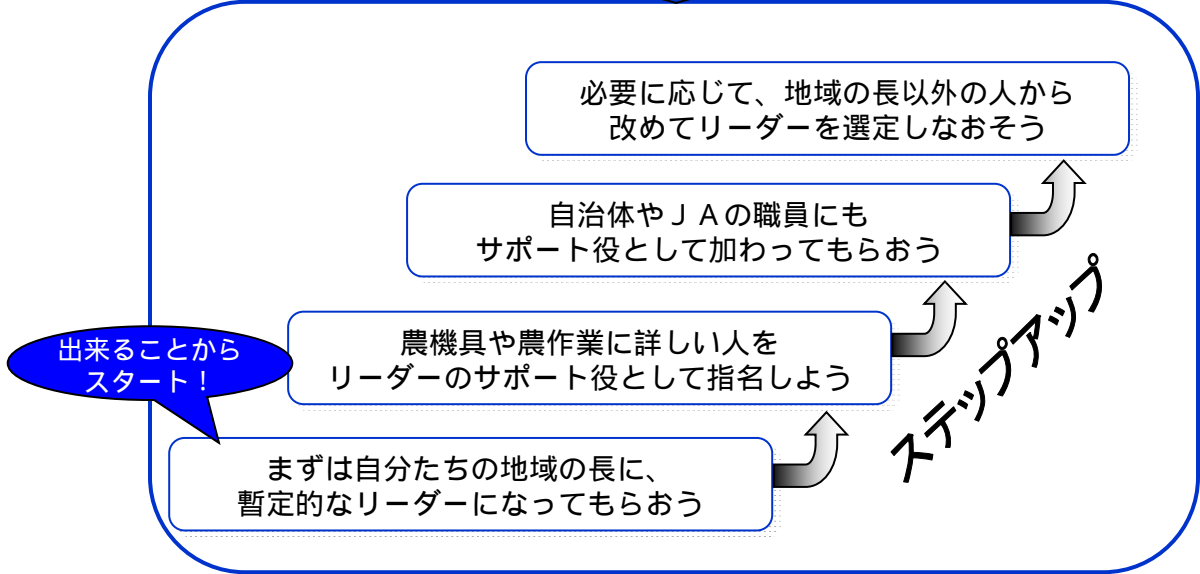 必要に応じて、地域の長以外の人から
改めてリーダーを選定しなおそう
自治体やＪＡの職員にも
サポート役として加わってもらおう
農機具や農作業に詳しい人を
リーダーのサポート役として指名しよう
出来ることから
スタート！
まずは自分たちの地域の長に、
暫定的なリーダーになってもらおう
ステップアップ